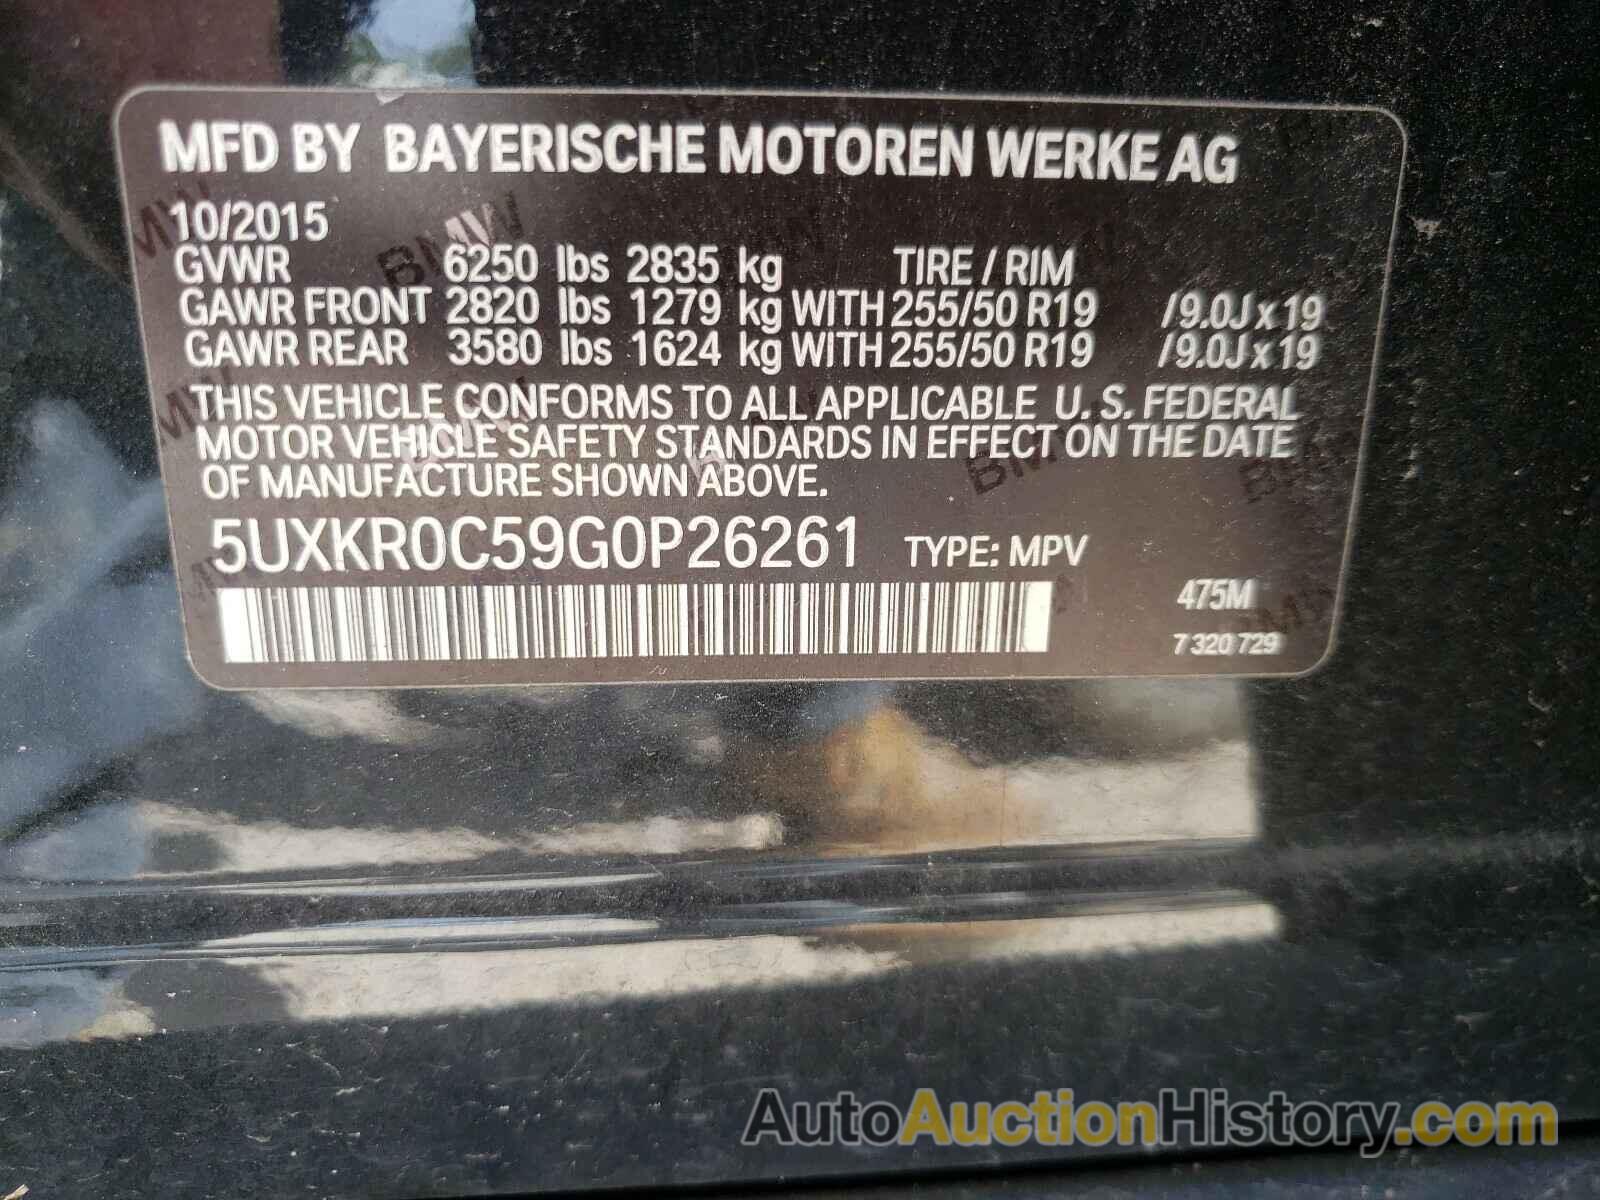 MFD BY BAYERISCHE MOTOREN WERKE AG
10/2015
GVWR 6250 lbs 2835 kg TIRE / RIM
GAWR FRONT 2820 lbs 1279 kg WITH 255/50 R19 /9.0J x 19
GAWR REAR 3580 lbs 1624 kg WITH 255/50 R19 /9.0J x 19
THIS VEHICLE CONFORMS TO ALL APPLICABLE U. S. FEDERAL
MOTOR VEHICLE SAFETY STANDARDS IN EFFECT ON THE DATE
OF MANUFACTURE SHOWN ABOVE.
5UXKR0C59G0P26261 TYPE: MPV
475M
7 320 729
AutoAuctionHistory.com